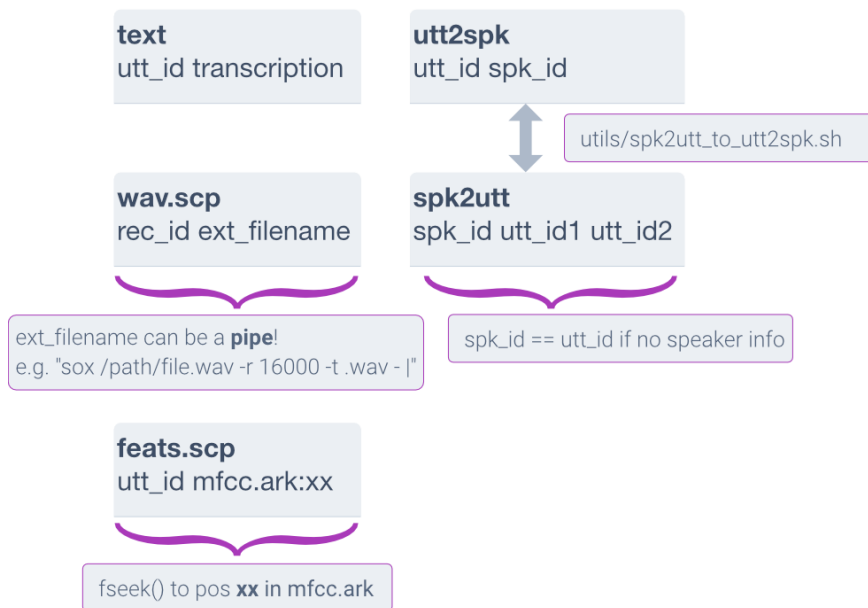 text
utt_id transcription
utt2spk
utt_id spk_id
utils/spk2utt_to_utt2spk.sh
wav.scp
rec_id ext_filename
spk2utt
spk_id utt_id1 utt_id2
ext_filename can be a pipe!
e.g. "sox /path/file.wav -r 16000 -t .wav - |"
spk_id == utt_id if no speaker info
feats.scp
utt_id mfcc.ark:xx
fseek() to pos xx in mfcc.ark